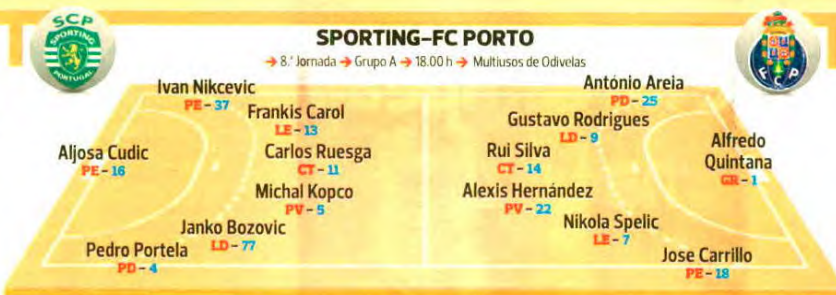 SCP
SPORTING
PORTUGAL
SPORTING–FC PORTO
→ 8.ª Jornada → Grupo A → 18.00 h → Multiusos de Odivelas
FCP
Ivan Nikcevic
PE – 37
Frankis Carol
LE – 13
Aljosa Cudic
PE – 16
Carlos Ruesga
CT – 11
Michal Kopco
PV – 5
Janko Bozovic
LD – 77
Pedro Portela
PD – 4
António Areia
PD – 25
Gustavo Rodrigues
LD – 9
Rui Silva
CT – 14
Alfredo
Quintana
GR – 1
Alexis Hernández
PV – 22
Nikola Spelic
LE – 7
Jose Carrillo
PE – 18